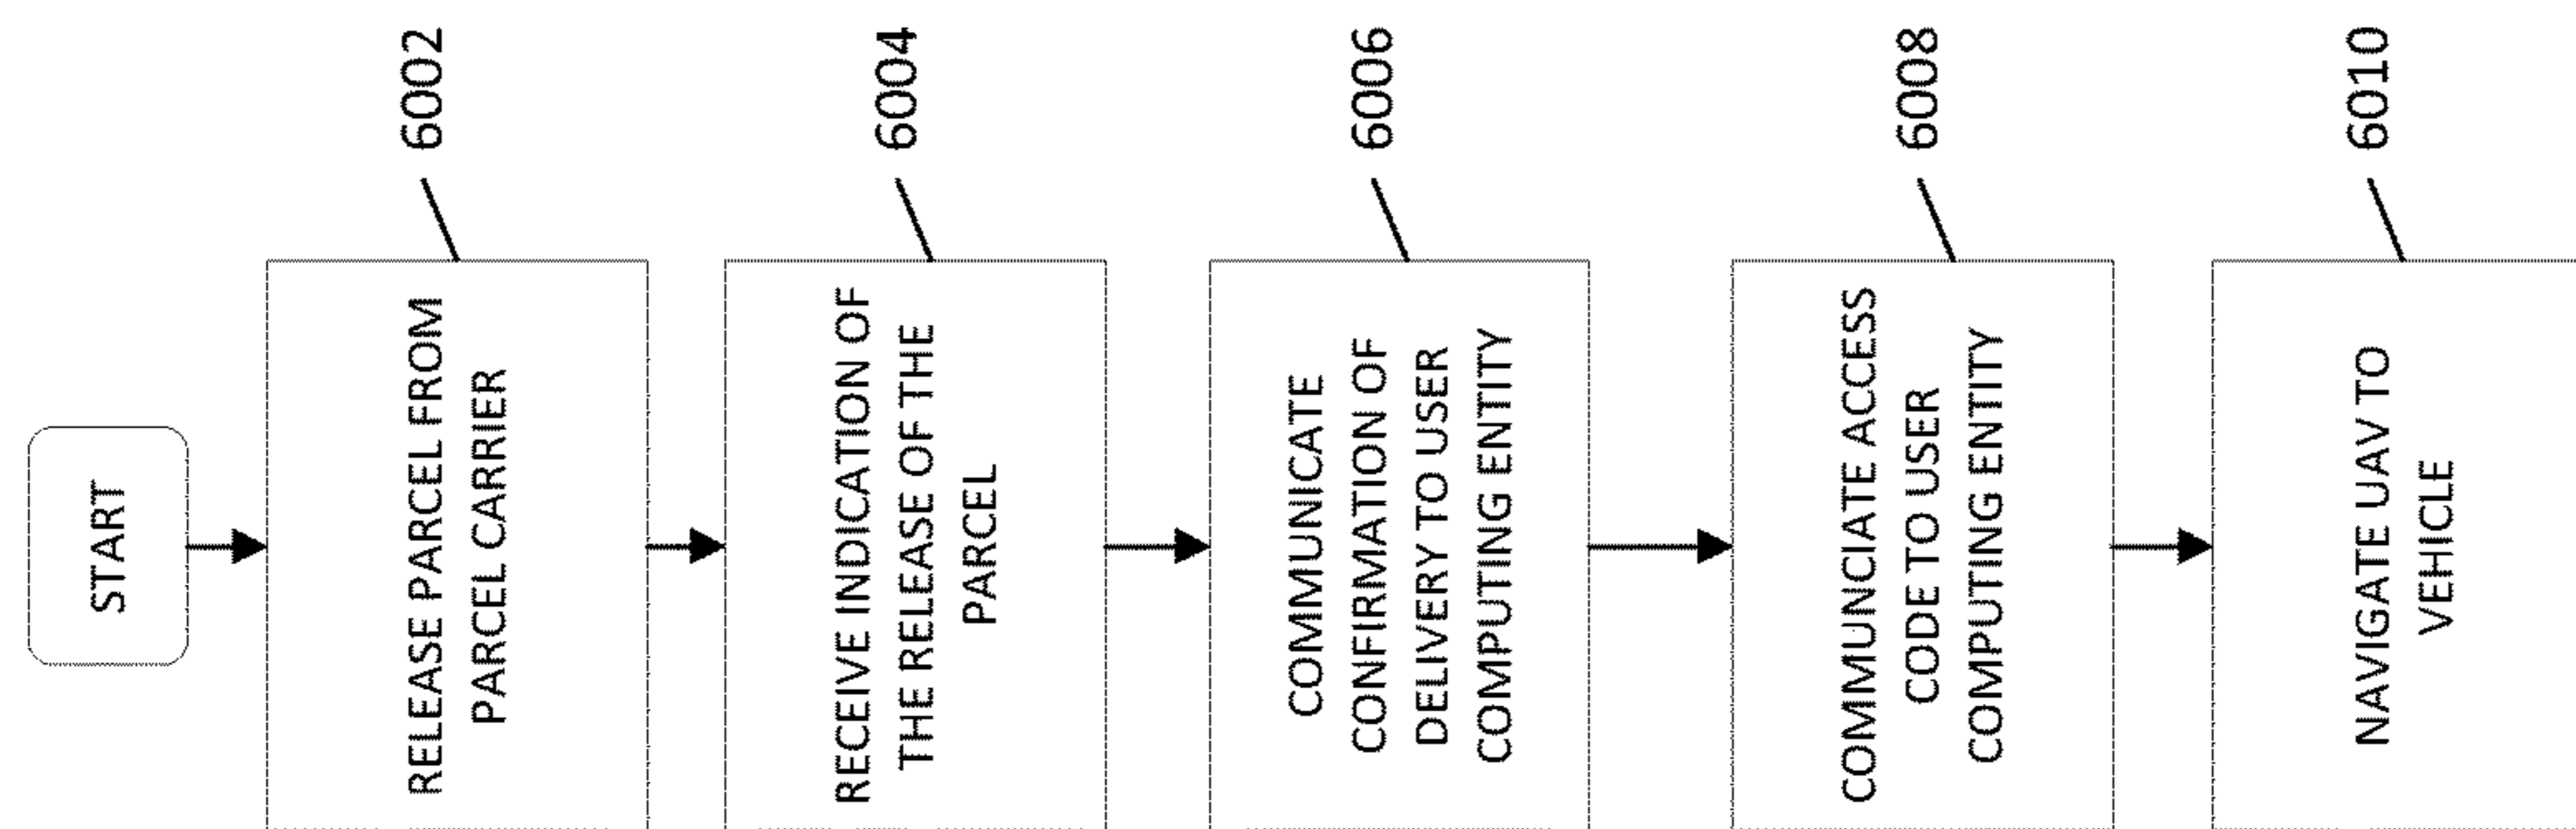 START
RELEASE PARCEL FROM
PARCEL CARRIER
6002
RECEIVE INDICATION OF
THE RELEASE OF THE
PARCEL
6004
COMMUNICATE
CONFIRMATION OF
DELIVERY TO USER
COMPUTING ENTITY
6006
COMMUNCIATE ACCESS
CODE TO USER
COMPUTING ENTITY
6008
NAVIGATE UAV TO
VEHICLE
6010